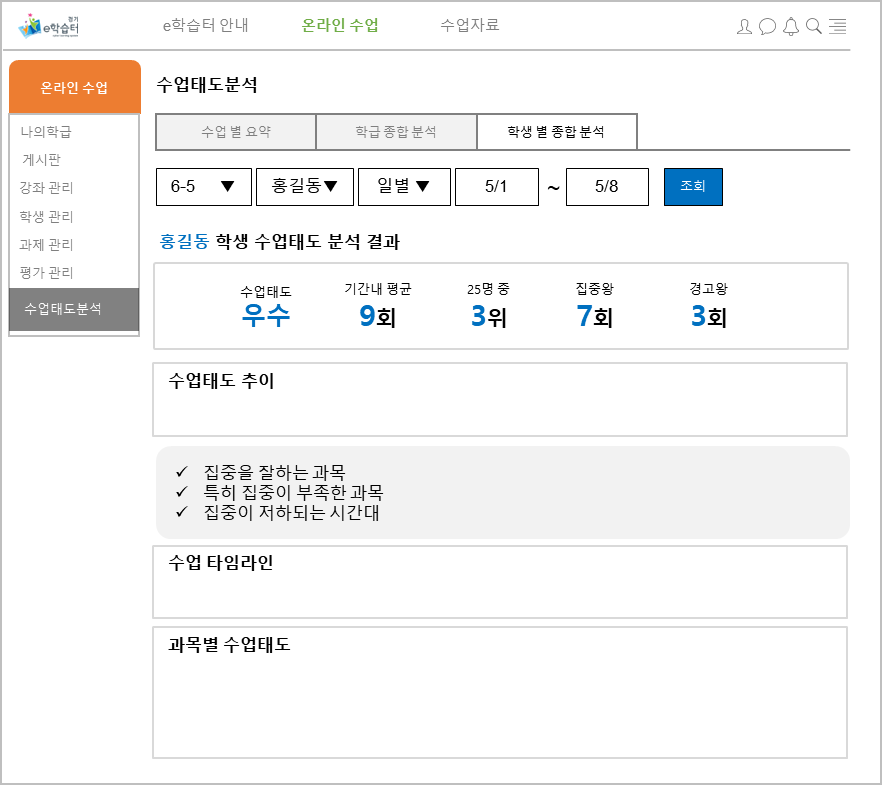 경기
e학습터
e학습터 안내
온라인 수업
수업자료
온라인 수업
나의학급
게시판
강좌 관리
학생 관리
과제 관리
평가 관리
수업태도분석
수업태도분석
수업 별 요약
학급 종합 분석
학생 별 종합 분석
6-5 ▼
홍길동▼
일별 ▼
5/1 ~ 5/8
조회
홍길동 학생 수업태도 분석 결과
수업태도
우수
기간내 평균
9회
25명 중
3위
집중왕
7회
경고왕
3회
수업태도 추이
✓ 집중을 잘하는 과목
✓ 특히 집중이 부족한 과목
✓ 집중이 저하되는 시간대
수업 타임라인
과목별 수업태도